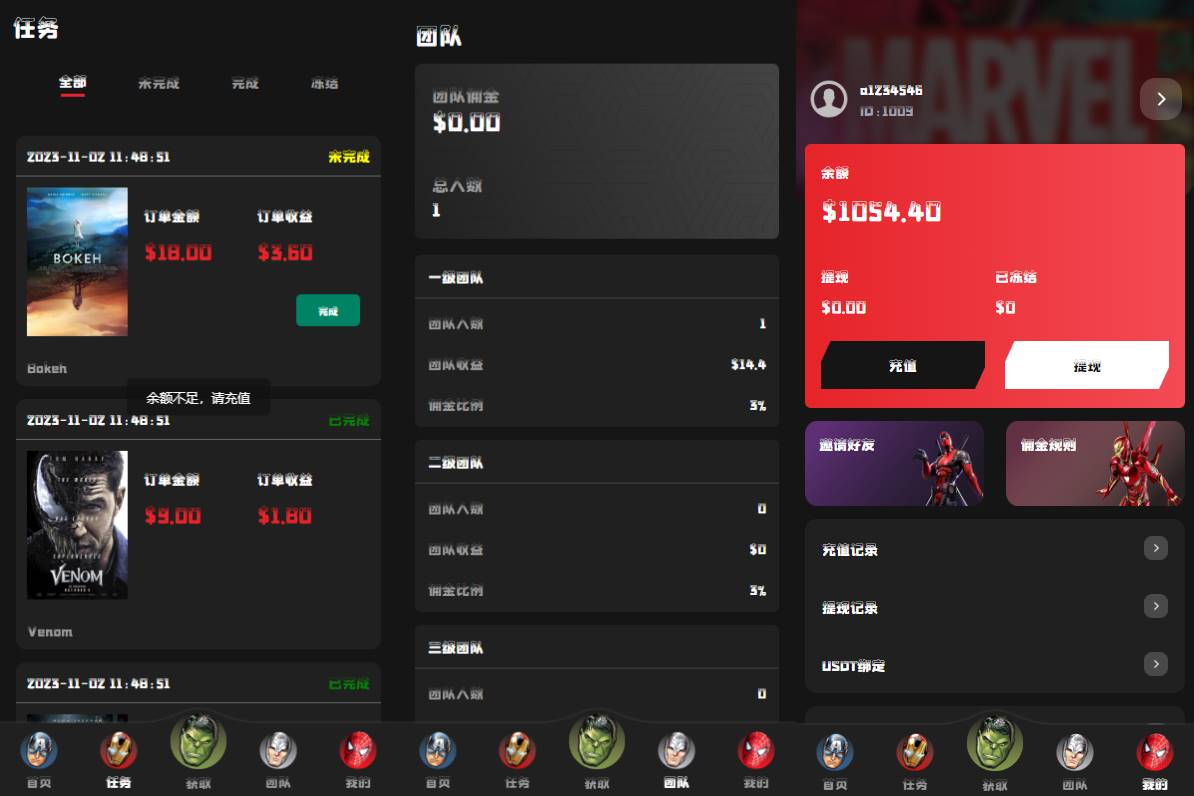 任务
全部
未完成
完成
冻结
2023-11-02 11:48:51
未完成
BOKEH
订单金额
订单收益
$18.00
$3.60
完成
Bokeh
余额不足，请充值
2023-11-02 11:48:51
已完成
TOM HARDY
VENOM
订单金额
订单收益
$9.00
$1.80
Venom
2023-11-02 11:48:51
已完成
首页
任务
获取
团队
我的
团队
团队佣金
$0.00
总人数
1
一级团队
团队人数
1
团队收益
$14.4
佣金比例
3%
二级团队
团队人数
0
团队收益
$0
佣金比例
3%
三级团队
团队人数
0
首页
任务
获取
团队
我的
MARVEL
a1234546
ID:1009
余额
$1054.40
提现
已冻结
$0.00
$0
充值
提现
邀请好友
佣金规则
充值记录
提现记录
USDT绑定
首页
任务
获取
团队
我的